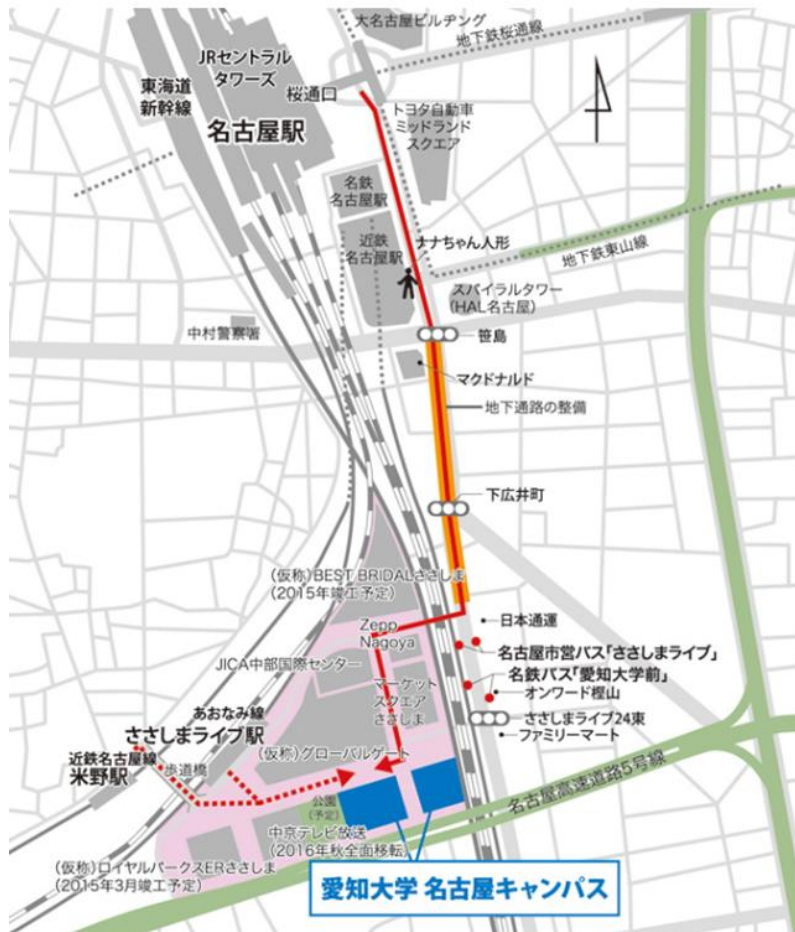 大名古屋ビルヂング
地下鉄桜通線
JRセントラル
タワーズ
東海道
新幹線
桜通口
名古屋駅
トヨタ自動車
ミッドランド
スクエア
名鉄
名古屋駅
近鉄
名古屋駅
ナナちゃん人形
地下鉄東山線
スパイラルタワー
(HAL名古屋)
中村警察署
笹島
マクドナルド
地下通路の整備
下広井町
(仮称)BEST BRIDALささしま
(2015年竣工予定)
日本通運
Zepp
Nagoya
名古屋市営バス「ささしまライブ」
JICA中部国際センター
名鉄バス「愛知大学前」
マーケット
スクエア
ささしま
オンワード樫山
あおなみ線
ささしまライブ駅
ささしまライブ24東
ファミリーマート
(仮称)グローバルゲート
近鉄名古屋線
米野駅
歩道橋
名古屋高速道路5号線
公園
(予定)
中京テレビ放送
(2016年秋全面移転)
(仮称)ロイヤルパークスERささしま
(2015年3月竣工予定)
愛知大学 名古屋キャンパス